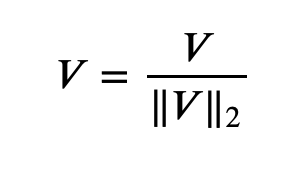 V = V / ‖V‖₂